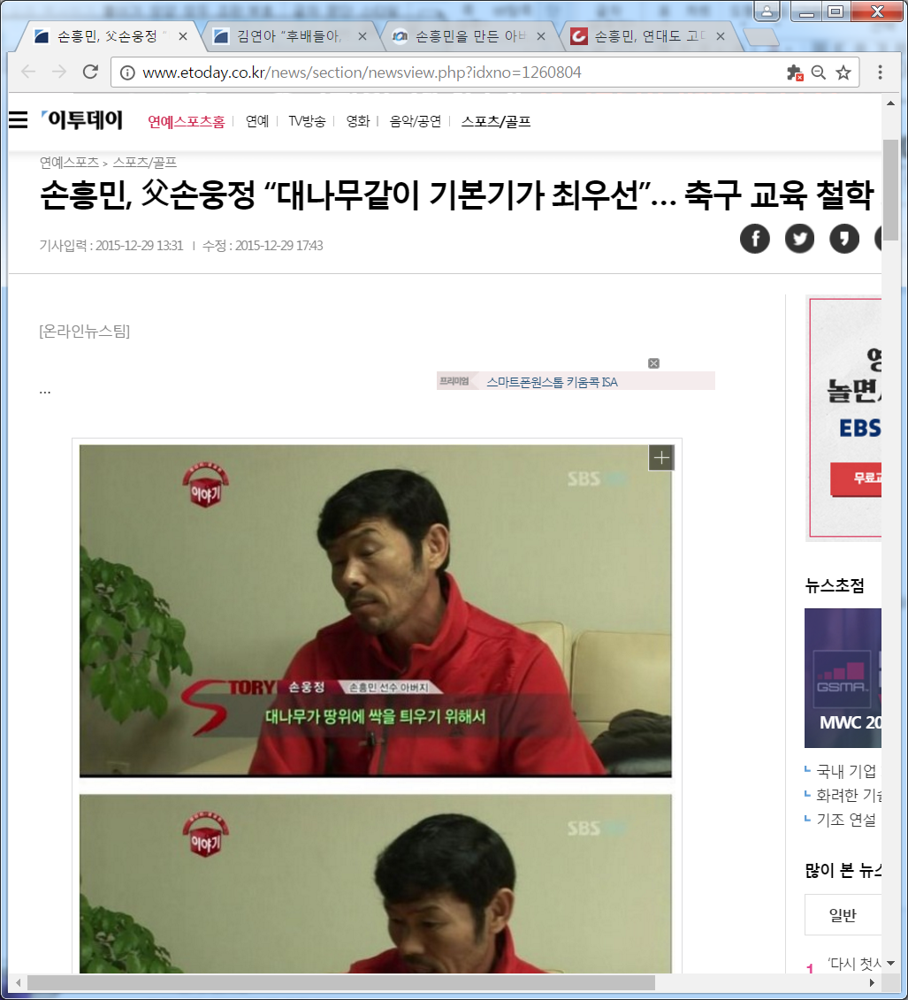 손흥민, 父손웅정 “
김연아 “후배들아,
손흥민을 만든 아버
손흥민, 연대도 고대
www.etoday.co.kr/news/section/newsview.php?idxno=1260804
이투데이
연예스포츠홈 | 연예 | TV방송 | 영화 | 음악/공연 | 스포츠/골프
연예스포츠 > 스포츠/골프
손흥민, 父손웅정 “대나무같이 기본기가 최우선”… 축구 교육 철학
기사입력 : 2015-12-29 13:31 | 수정 : 2015-12-29 17:43
[온라인뉴스팀]
...
프리미엄 스마트폰원스톱 키움콕 ISA
놀면
EBS
무료
이야기
SBS
STORY 손웅정 손흥민 선수 아버지
대나무가 땅위에 싹을 틔우기 위해서
뉴스초점
GSMA
MWC 20
국내 기업
화려한 기술
기조 연설
이야기
SBS
많이 본 뉴스
일반
1 ‘다시 첫